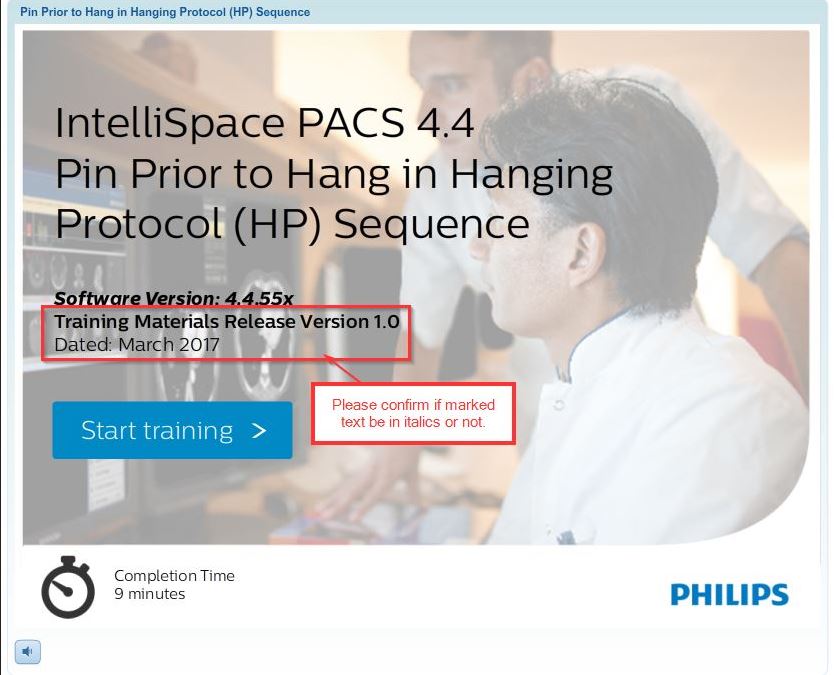 Pin Prior to Hang in Hanging Protocol (HP) Sequence
IntelliSpace PACS 4.4
Pin Prior to Hang in Hanging
Protocol (HP) Sequence
Software Version: 4.4.55x
Training Materials Release Version 1.0
Dated: March 2017
Please confirm if marked
text be in italics or not.
Start training >
Completion Time
9 minutes
PHILIPS